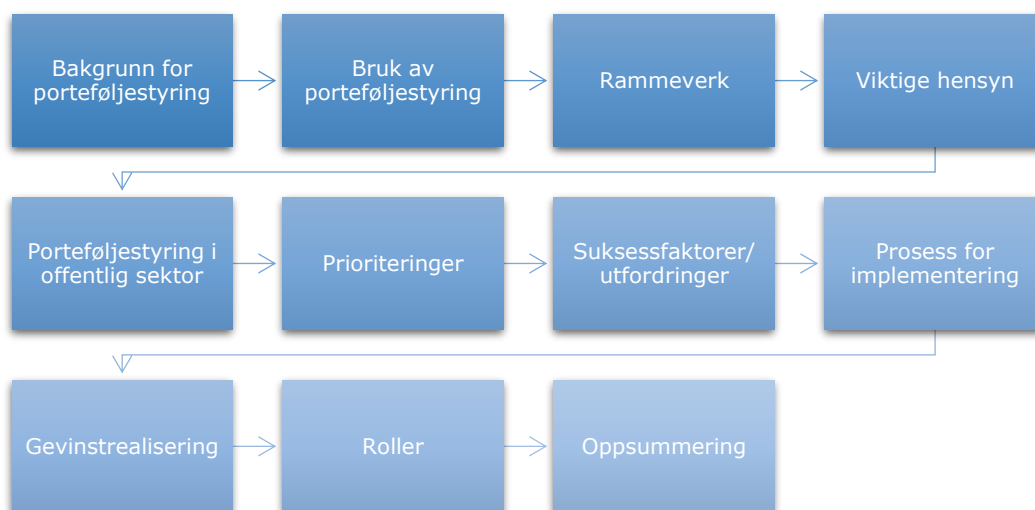 Bakgrunn for
porteføljestyring
Bruk av
porteføljestyring
Rammeverk
Viktige hensyn
Porteføljestyring i
offentlig sektor
Prioriteringer
Suksessfaktorer/
utfordringer
Prosess for
implementering
Gevinstrealisering
Roller
Oppsummering